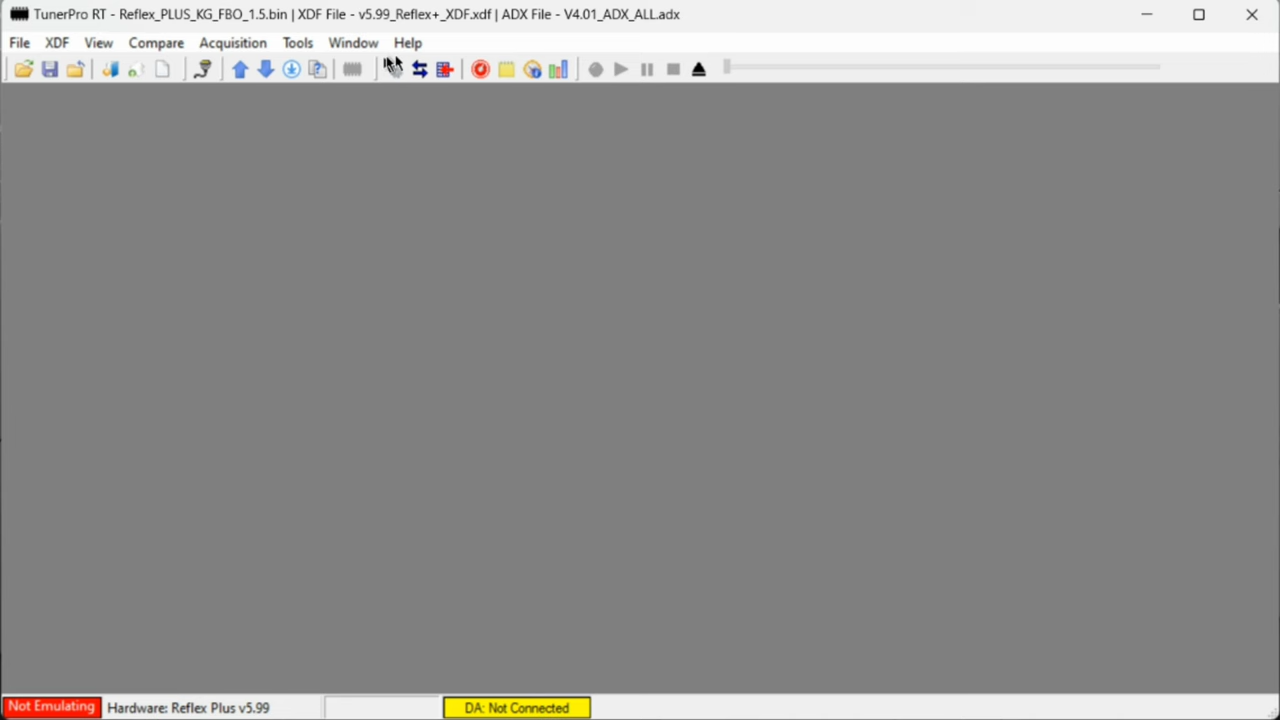 TunerPro RT - Reflex_PLUS_KG_FBO_1.5.bin | XDF File - v5.99_Reflex+_XDF.xdf | ADX File - V4.01_ADX_ALL.adx
File XDF View Compare Acquisition Tools Window Help
Not Emulating Hardware: Reflex Plus v5.99 DA: Not Connected